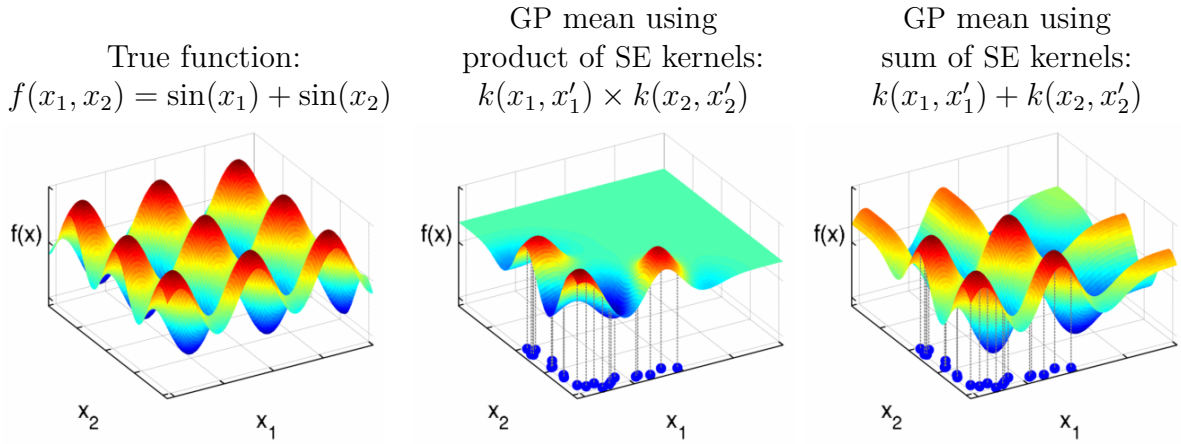 True function:
f(x₁, x₂) = sin(x₁) + sin(x₂)
f(x)
x₂
x₁
GP mean using
product of SE kernels:
k(x₁, x₁′) × k(x₂, x₂′)
f(x)
x₂
x₁
GP mean using
sum of SE kernels:
k(x₁, x₁′) + k(x₂, x₂′)
f(x)
x₂
x₁